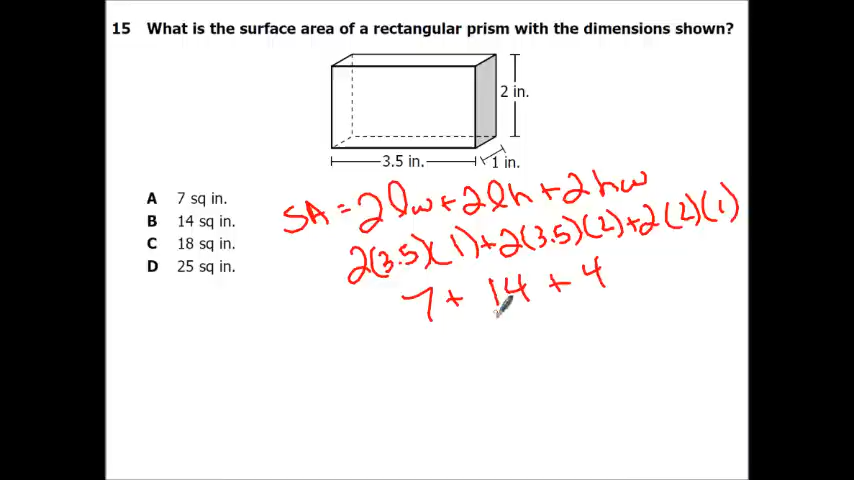 15 What is the surface area of a rectangular prism with the dimensions shown?
2 in.
3.5 in.
1 in.
A 7 sq in.
B 14 sq in.
C 18 sq in.
D 25 sq in.
SA = 2lw + 2lh + 2hw
2(3.5)(1) + 2(3.5)(2) + 2(2)(1)
7 + 14 + 4